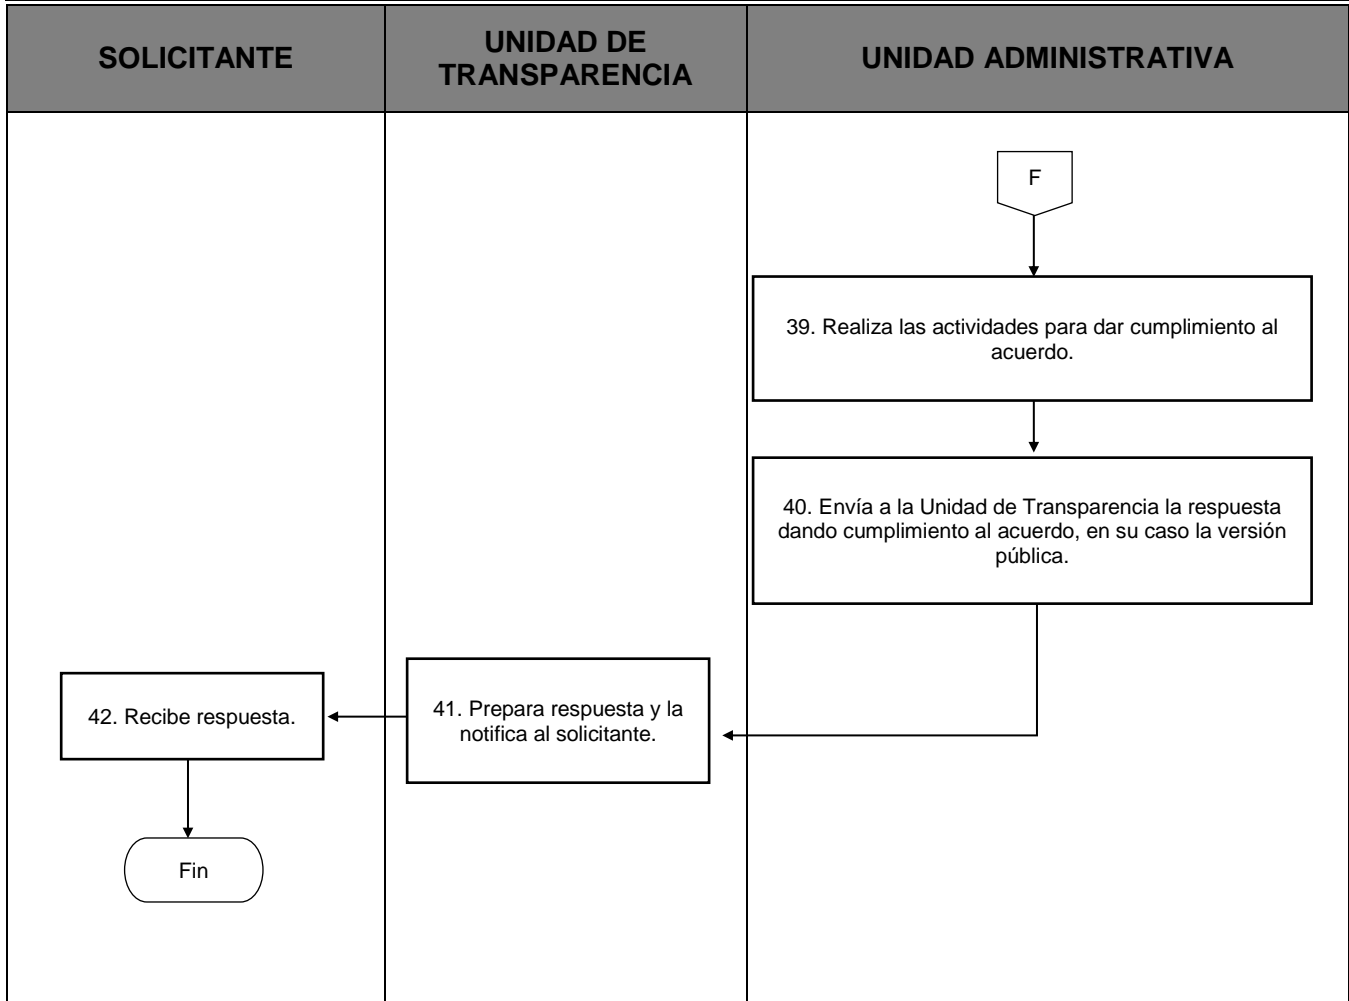 SOLICITANTE
UNIDAD DE
TRANSPARENCIA
UNIDAD ADMINISTRATIVA
F
39. Realiza las actividades para dar cumplimiento al
acuerdo.
40. Envía a la Unidad de Transparencia la respuesta
dando cumplimiento al acuerdo, en su caso la versión
pública.
41. Prepara respuesta y la
notifica al solicitante.
42. Recibe respuesta.
Fin